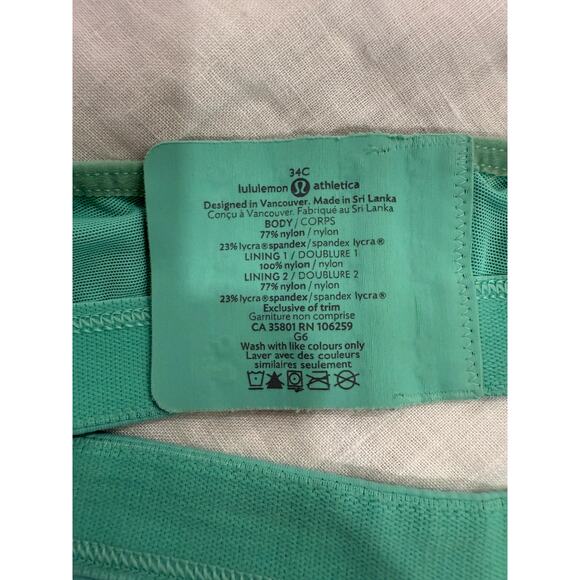 34C
lululemon athletica
Designed in Vancouver. Made in Sri Lanka
Conçu à Vancouver. Fabriqué au Sri Lanka
BODY / CORPS
77% nylon / nylon
23% lycra® spandex / spandex lycra®
LINING 1 / DOUBLURE 1
100% nylon / nylon
LINING 2 / DOUBLURE 2
77% nylon / nylon
23% lycra® spandex / spandex lycra®
Exclusive of trim
Garniture non comprise
CA 35801 RN 106259
G6
Wash with like colours only
Laver avec des couleurs
similaires seulement